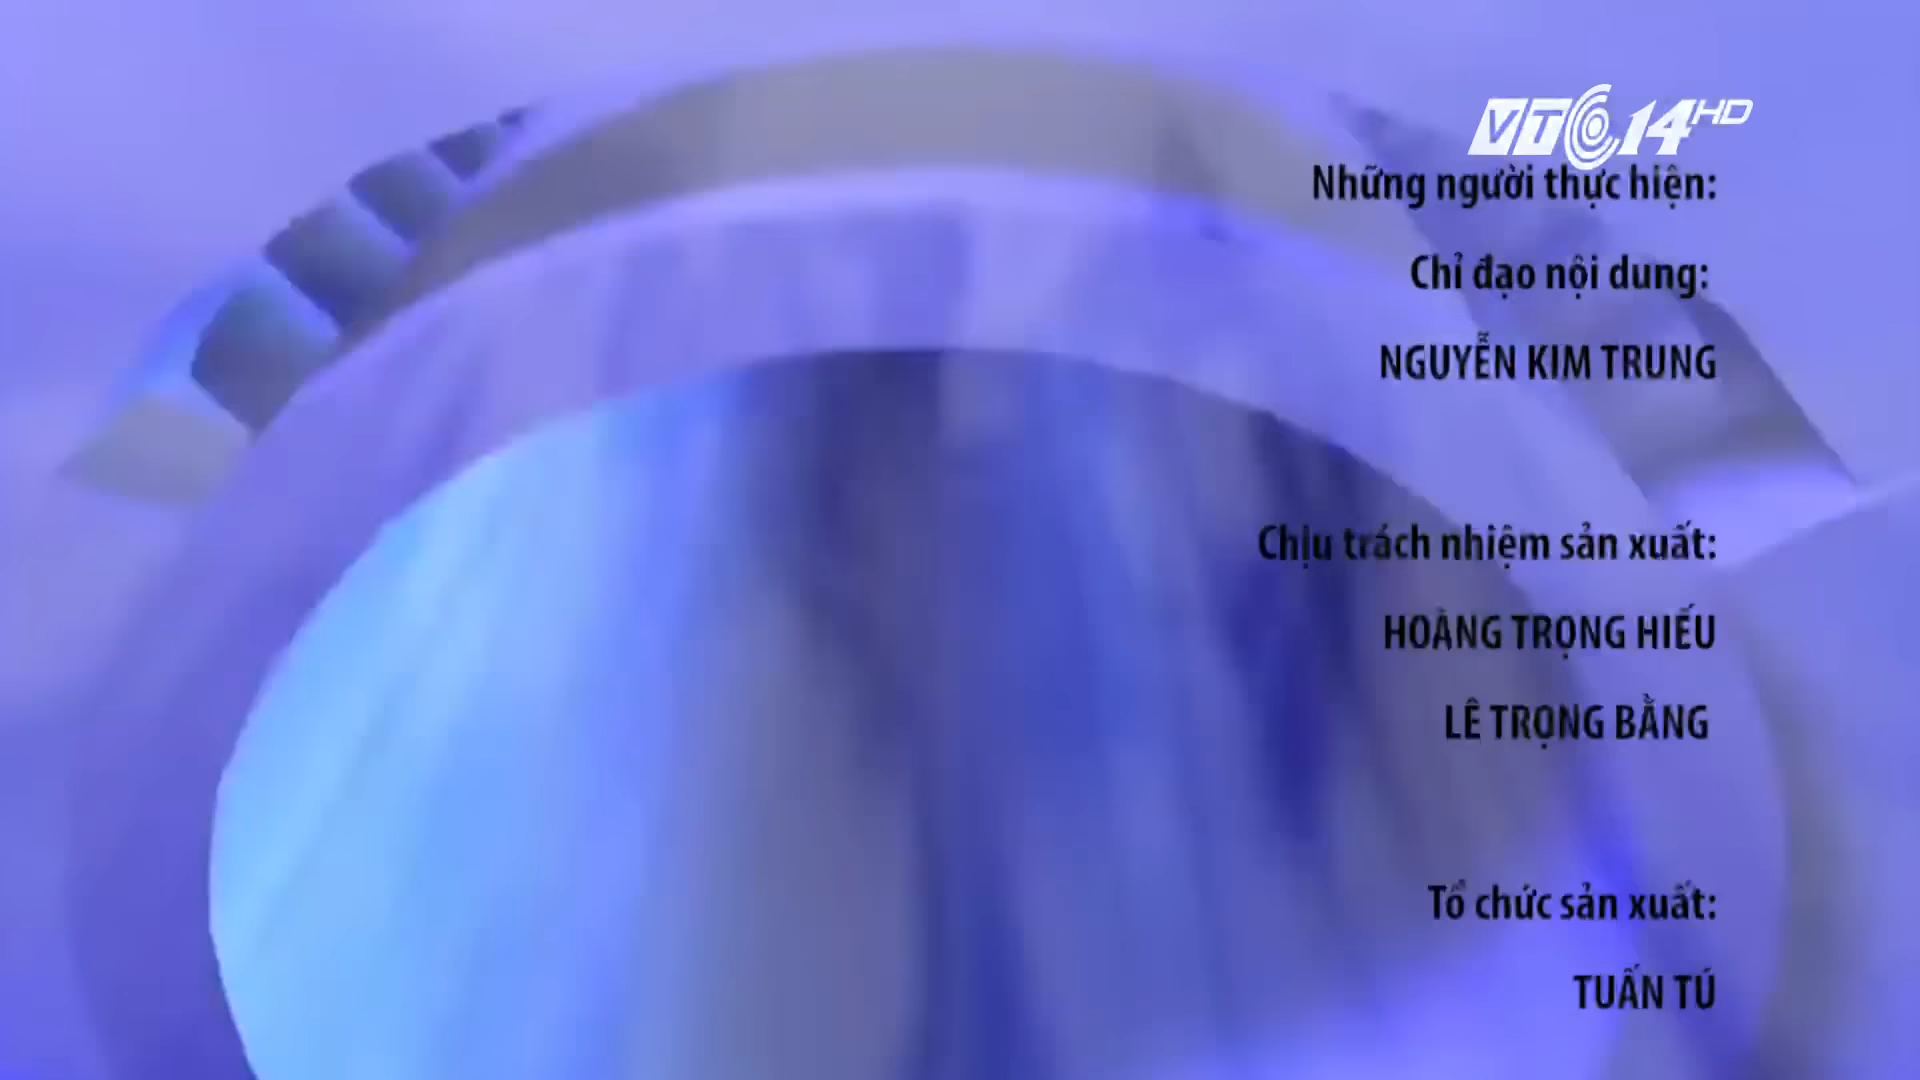 VTC14 HD
Những người thực hiện:
Chỉ đạo nội dung:
NGUYỄN KIM TRUNG
Chịu trách nhiệm sản xuất:
HOÀNG TRỌNG HIẾU
LÊ TRỌNG BẰNG
Tổ chức sản xuất:
TUẤN TÚ